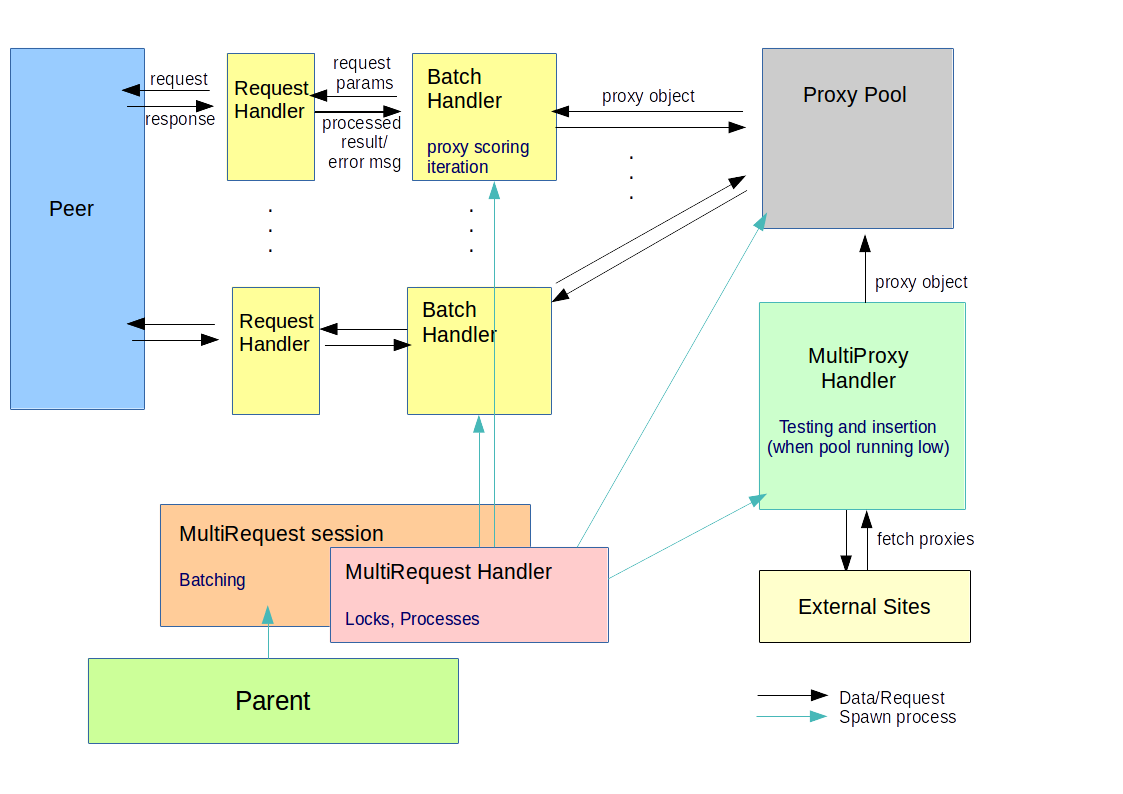 request
response
Peer
Request
Handler
request
params
processed
result/
error msg
Batch
Handler
proxy scoring
iteration
proxy object
Proxy Pool
.
.
.
.
.
.
.
.
.
Request
Handler
Batch
Handler
proxy object
MultiProxy
Handler
Testing and insertion
(when pool running low)
fetch proxies
External Sites
MultiRequest session
Batching
MultiRequest Handler
Locks, Processes
Parent
Data/Request
Spawn process